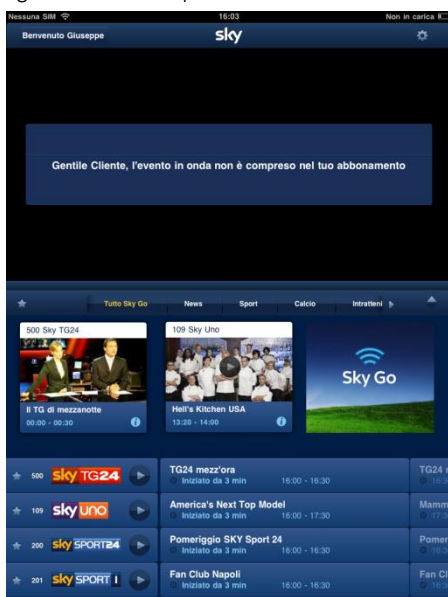 Nessuna SIM 16:03 Non in carica
Benvenuto Giuseppe sky
Gentile Cliente, l'evento in onda non è compreso nel tuo abbonamento
Tutto Sky Go News Sport Calcio Intratteni
500 Sky TG24 109 Sky Uno
Sky Go
Il TG di mezzanotte Hell's Kitchen USA
00:00 - 00:30 13:20 - 14:00
500 sky TG24 TG24 mezz'ora TG24
Iniziato da 3 min 16:00 - 16:30
109 sky UNO America's Next Top Model Mamm
Iniziato da 3 min 16:00 - 17:30
200 sky SPORT24 Pomeriggio SKY Sport 24 Pomer
Iniziato da 3 min 16:00 - 16:30
201 sky SPORT 1 Fan Club Napoli Fan Cl
Iniziato da 3 min 16:00 - 16:30